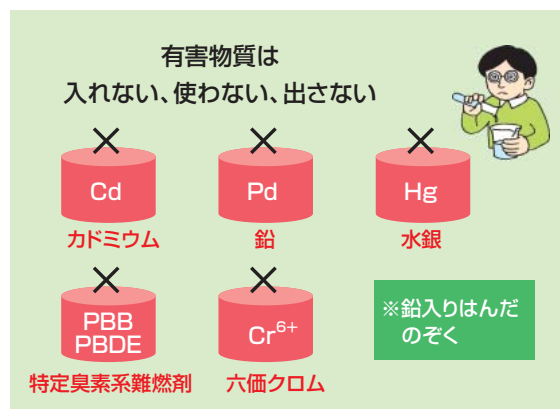 有害物質は
入れない、使わない、出さない
Cd
カドミウム
Pd
鉛
Hg
水銀
PBB
PBDE
特定臭素系難燃剤
Cr⁶⁺
六価クロム
※鉛入りはんだ
のぞく